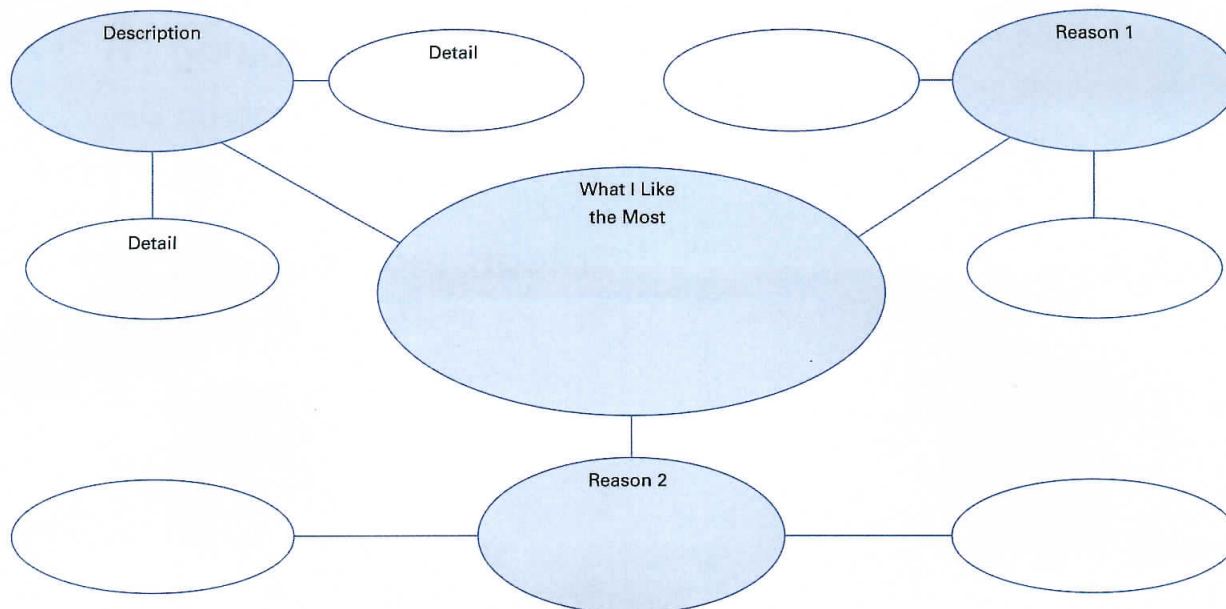 Description
Detail
Reason 1
What I Like
the Most
Detail
Reason 2